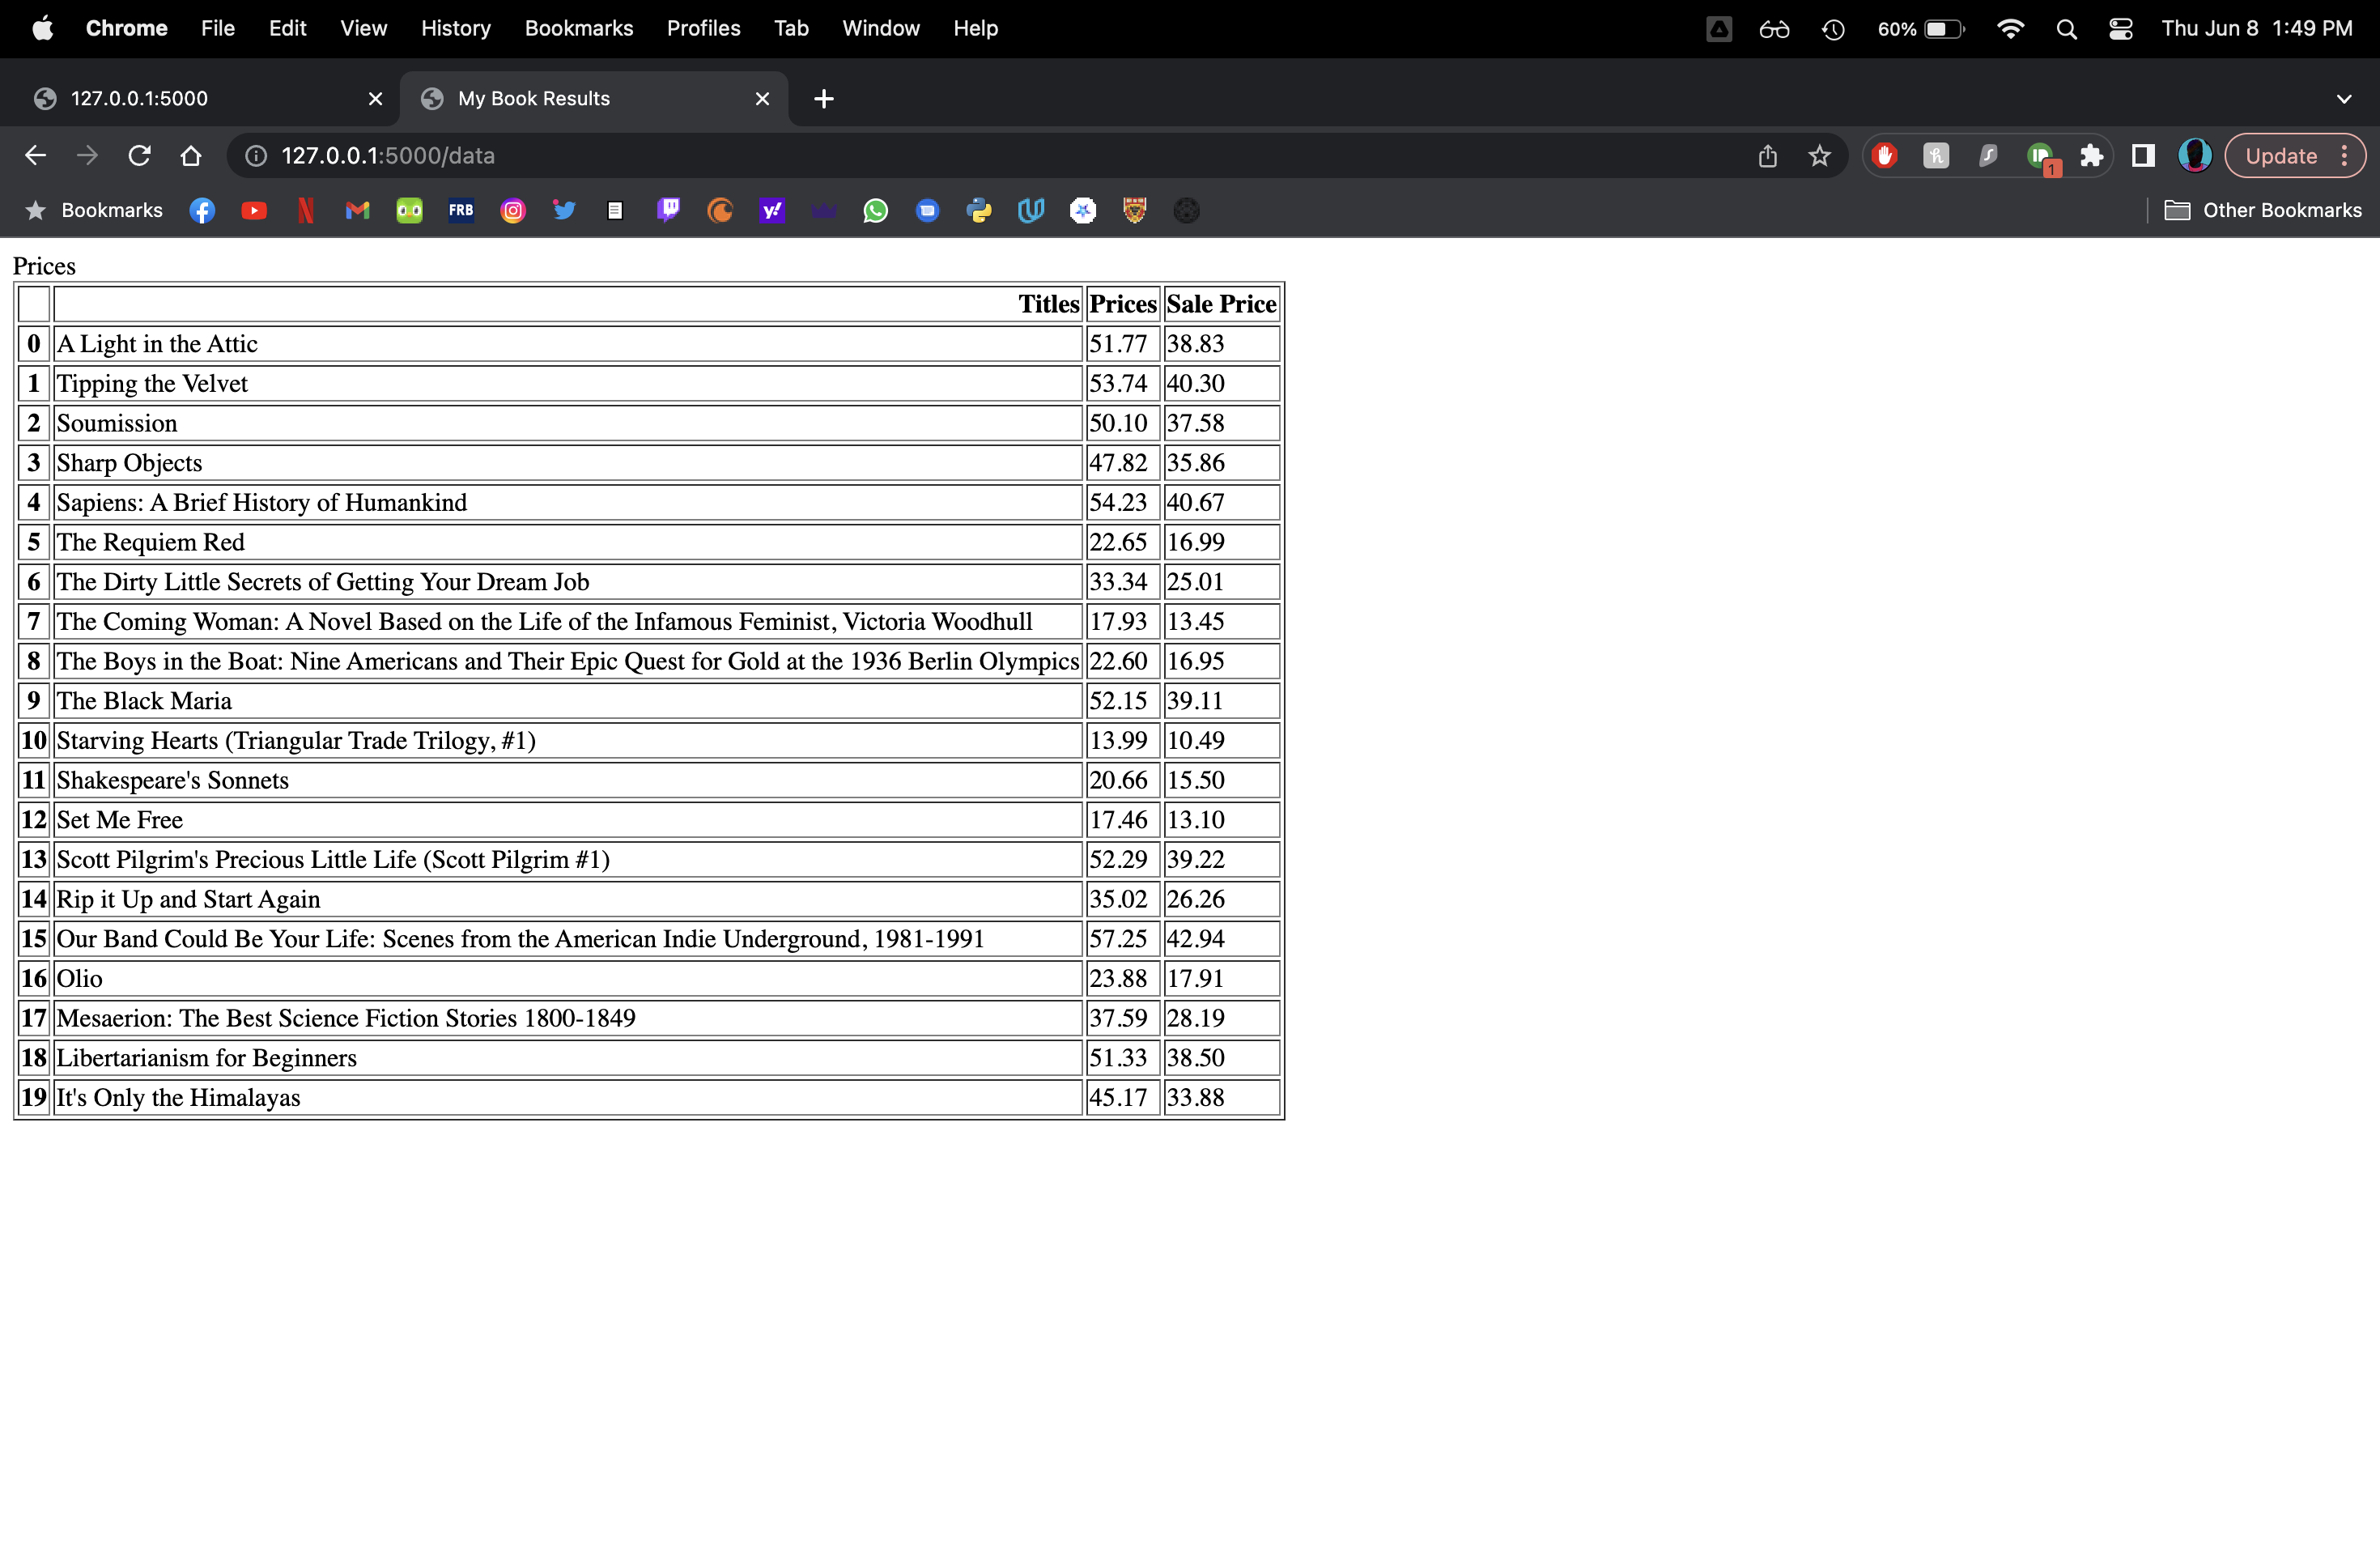 Chrome File Edit View History Bookmarks Profiles Tab Window Help 60% Thu Jun 8 1:49 PM
127.0.0.1:5000 My Book Results
127.0.0.1:5000/data 1 Update
Bookmarks FRB y! Other Bookmarks
Prices
Titles Prices Sale Price
0 A Light in the Attic 51.77 38.83
1 Tipping the Velvet 53.74 40.30
2 Soumission 50.10 37.58
3 Sharp Objects 47.82 35.86
4 Sapiens: A Brief History of Humankind 54.23 40.67
5 The Requiem Red 22.65 16.99
6 The Dirty Little Secrets of Getting Your Dream Job 33.34 25.01
7 The Coming Woman: A Novel Based on the Life of the Infamous Feminist, Victoria Woodhull 17.93 13.45
8 The Boys in the Boat: Nine Americans and Their Epic Quest for Gold at the 1936 Berlin Olympics 22.60 16.95
9 The Black Maria 52.15 39.11
10 Starving Hearts (Triangular Trade Trilogy, #1) 13.99 10.49
11 Shakespeare's Sonnets 20.66 15.50
12 Set Me Free 17.46 13.10
13 Scott Pilgrim's Precious Little Life (Scott Pilgrim #1) 52.29 39.22
14 Rip it Up and Start Again 35.02 26.26
15 Our Band Could Be Your Life: Scenes from the American Indie Underground, 1981-1991 57.25 42.94
16 Olio 23.88 17.91
17 Mesaerion: The Best Science Fiction Stories 1800-1849 37.59 28.19
18 Libertarianism for Beginners 51.33 38.50
19 It's Only the Himalayas 45.17 33.88